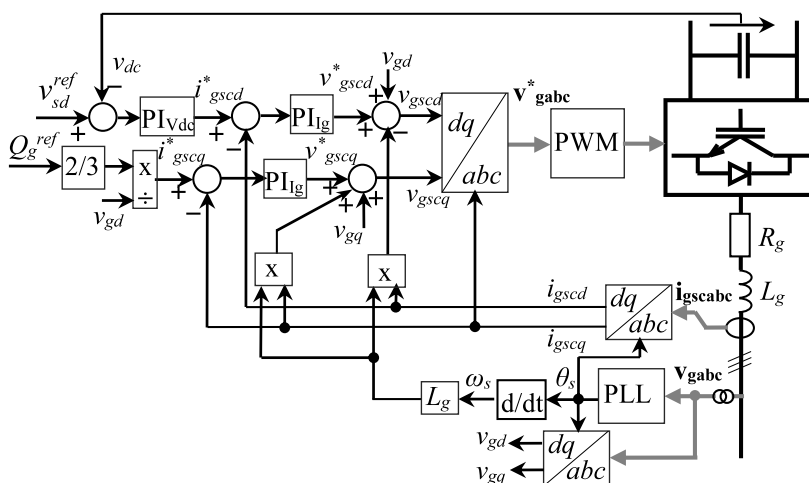 v_dc
v_sd^ref
−
+
PI_Vdc
i*_gscd
+
−
PI_Ig
v*_gscd
v_gd
+
+
−
v_gscd
dq
abc
v*_gabc
PWM
Q_g^ref
2/3
x
÷
v_gd
i*_gscq
+
−
PI_Ig
v*_gscq
+
+
+
v_gq
v_gscq
x
x
R_g
L_g
i_gscd
i_gscq
dq
abc
i_gscabc
v_gabc
L_g
ω_s
d/dt
θ_s
PLL
v_gd
v_gq
dq
abc